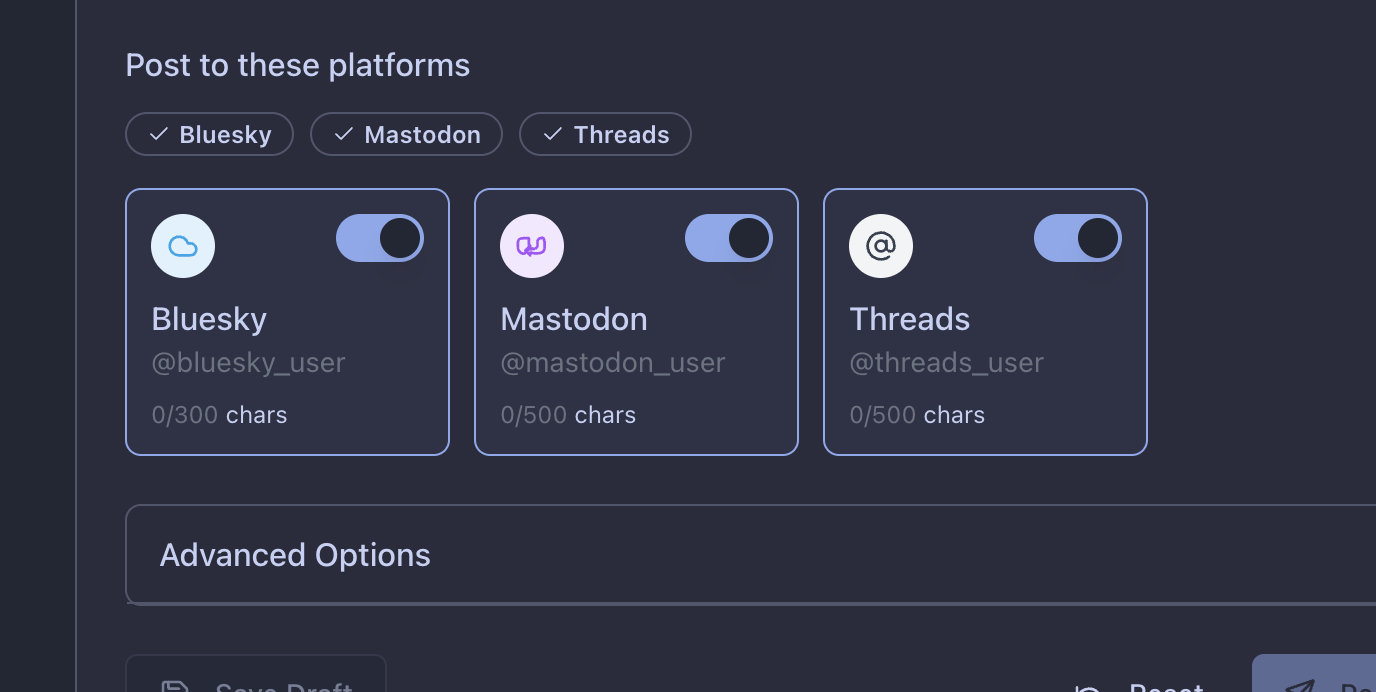 Post to these platforms
Bluesky Mastodon Threads
Bluesky Mastodon Threads
@bluesky_user @mastodon_user @threads_user
0/300 chars 0/500 chars 0/500 chars
Advanced Options
Save Draft Reset